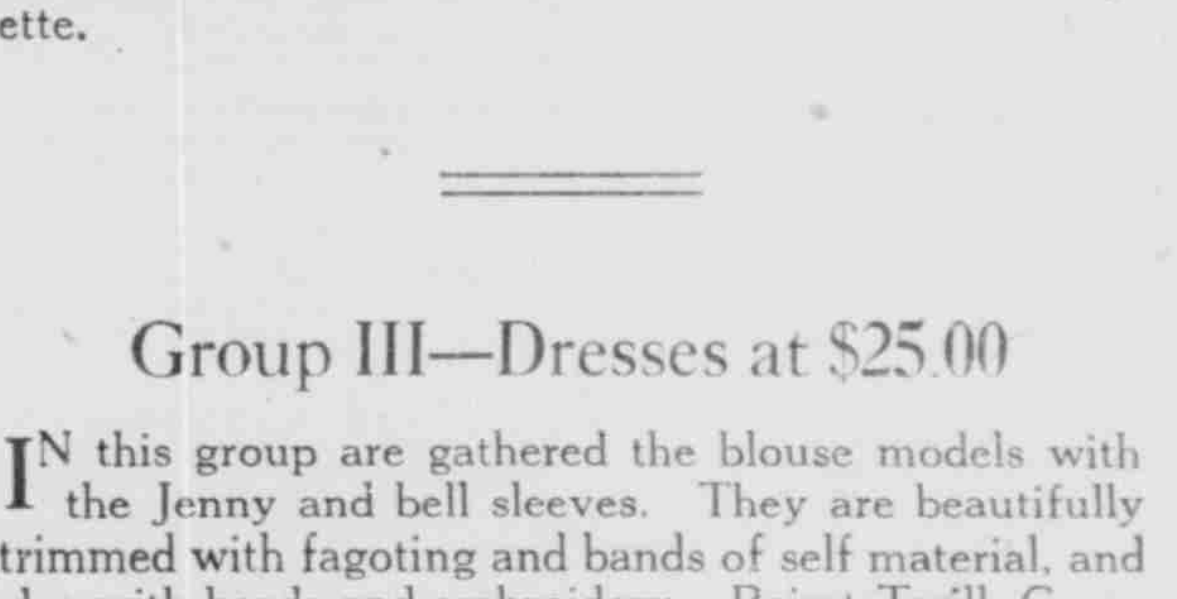 ette.
Group III—Dresses at $25.00
IN this group are gathered the blouse models with
the Jenny and bell sleeves. They are beautifully
trimmed with fagoting and bands of self material, and